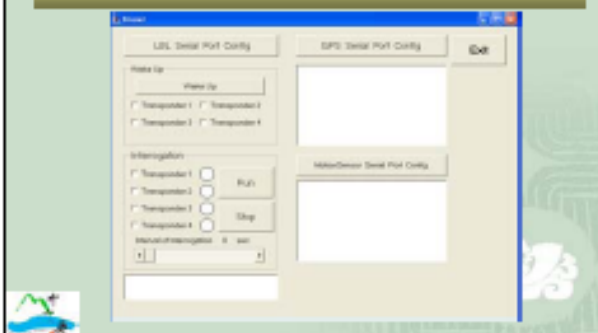 LBL Serial Port Config
GPS Serial Port Config
Exit
Wake Up
Wake Up
Transponder 1 Transponder 2
Transponder 3 Transponder 4
Interrogation
Transponder 1
Transponder 2
Transponder 3
Transponder 4
Run
Stop
Interval of Interrogation 0 sec
MotionSensor Serial Port Config